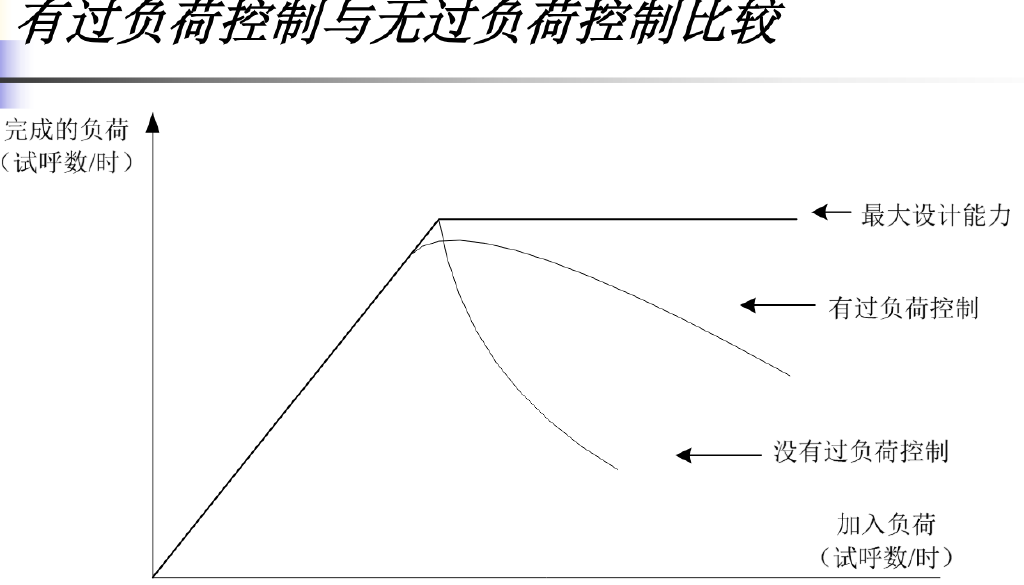 有过负荷控制与无过负荷控制比较
完成的负荷
（试呼数/时）
最大设计能力
有过负荷控制
没有过负荷控制
加入负荷
（试呼数/时）